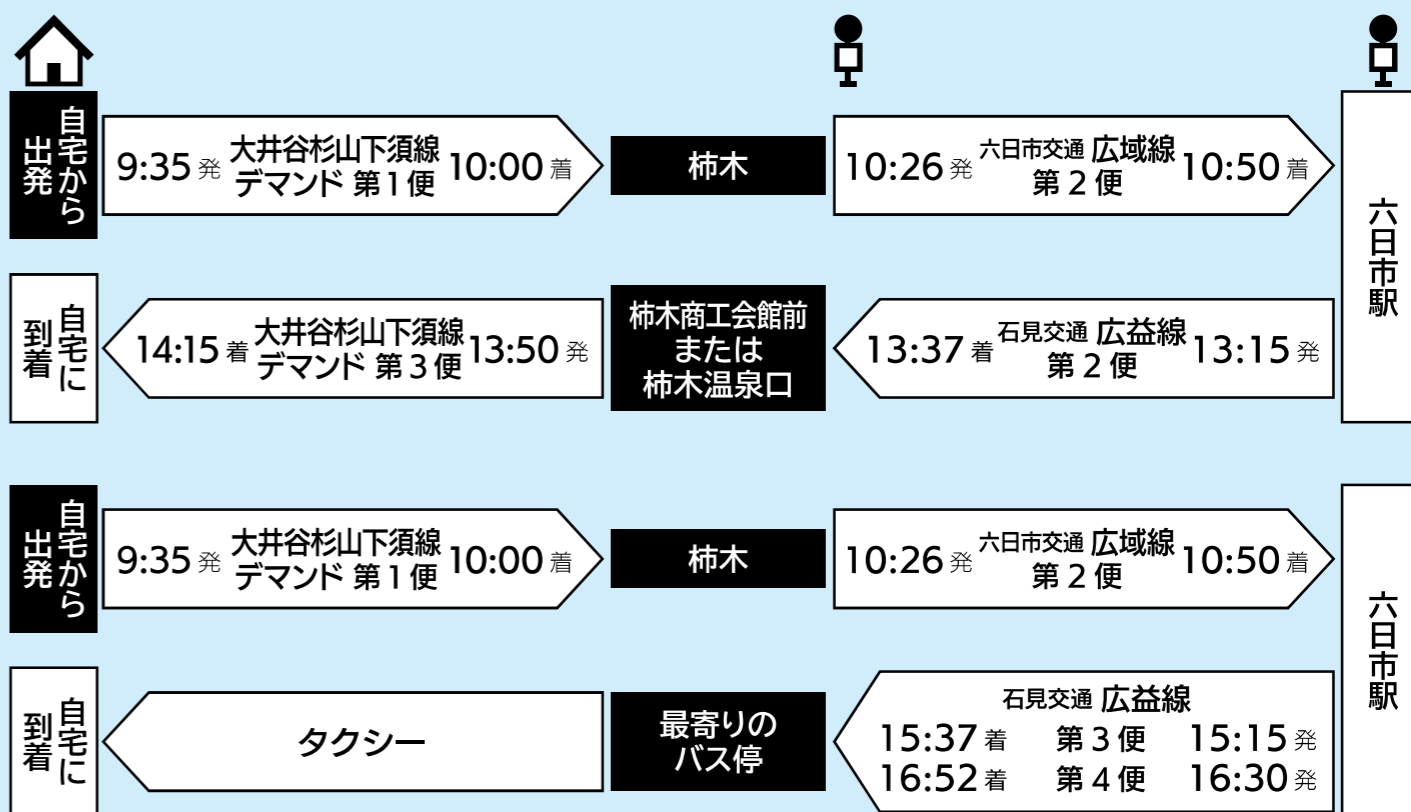 自宅から
出発
9:35 発 大井谷杉山下須線 10:00 着
デマンド 第1便
柿木
10:26 発 六日市交通 広域線 10:50 着
第2便
六日市駅
自宅に
到着
14:15 着 大井谷杉山下須線 13:50 発
デマンド 第3便
柿木商工会館前
または
柿木温泉口
13:37 着 石見交通 広益線 13:15 発
第2便
自宅から
出発
9:35 発 大井谷杉山下須線 10:00 着
デマンド 第1便
柿木
10:26 発 六日市交通 広域線 10:50 着
第2便
六日市駅
自宅に
到着
タクシー
最寄りの
バス停
石見交通 広益線
15:37 着 第3便 15:15 発
16:52 着 第4便 16:30 発